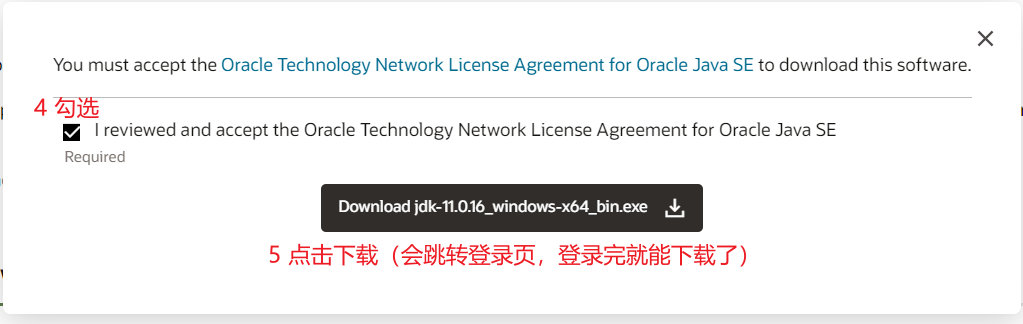 You must accept the Oracle Technology Network License Agreement for Oracle Java SE to download this software.
4 勾选
I reviewed and accept the Oracle Technology Network License Agreement for Oracle Java SE
Required
Download jdk-11.0.16_windows-x64_bin.exe
5 点击下载（会跳转登录页，登录完就能下载了）